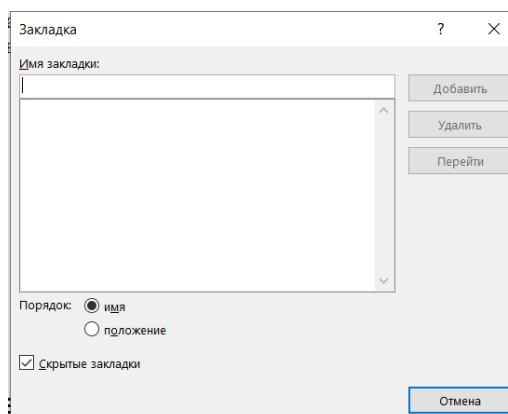 Закладка ?
Имя закладки:
Добавить
Удалить
Перейти
Порядок: имя
положение
Скрытые закладки
Отмена